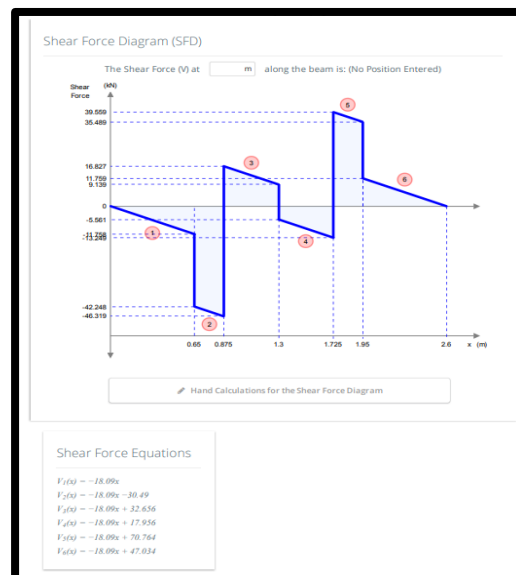 Shear Force Diagram (SFD)
The Shear Force (V) at m along the beam is: (No Position Entered)
Shear Force (kN)
39.559
35.489
16.827
11.759
9.139
0
-5.561
-11.758
-13.249
-42.248
-46.319
1
2
3
4
5
6
0.65 0.875 1.3 1.725 1.95 2.6 x (m)
Hand Calculations for the Shear Force Diagram
Shear Force Equations
V₁(x) = −18.09x
V₂(x) = −18.09x −30.49
V₃(x) = −18.09x + 32.656
V₄(x) = −18.09x + 17.956
V₅(x) = −18.09x + 70.764
V₆(x) = −18.09x + 47.034